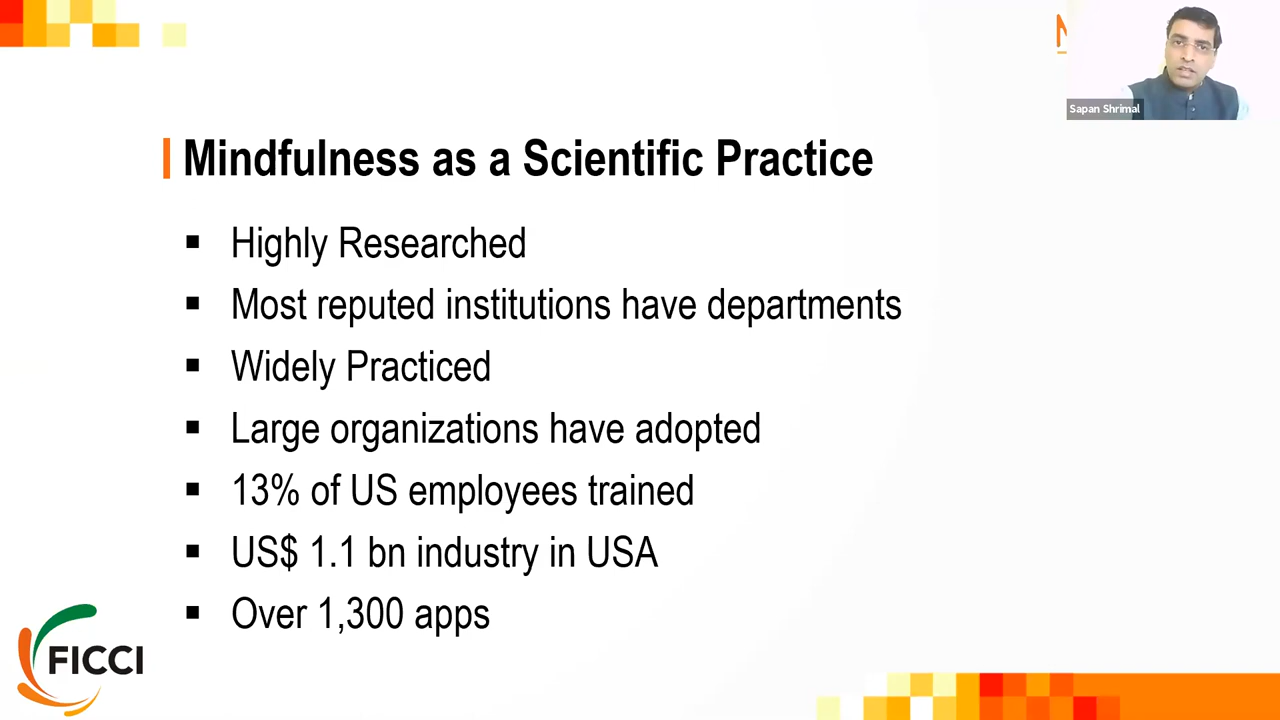 Sapan Shrimal
Mindfulness as a Scientific Practice
▪ Highly Researched
▪ Most reputed institutions have departments
▪ Widely Practiced
▪ Large organizations have adopted
▪ 13% of US employees trained
▪ US$ 1.1 bn industry in USA
▪ Over 1,300 apps
FICCI